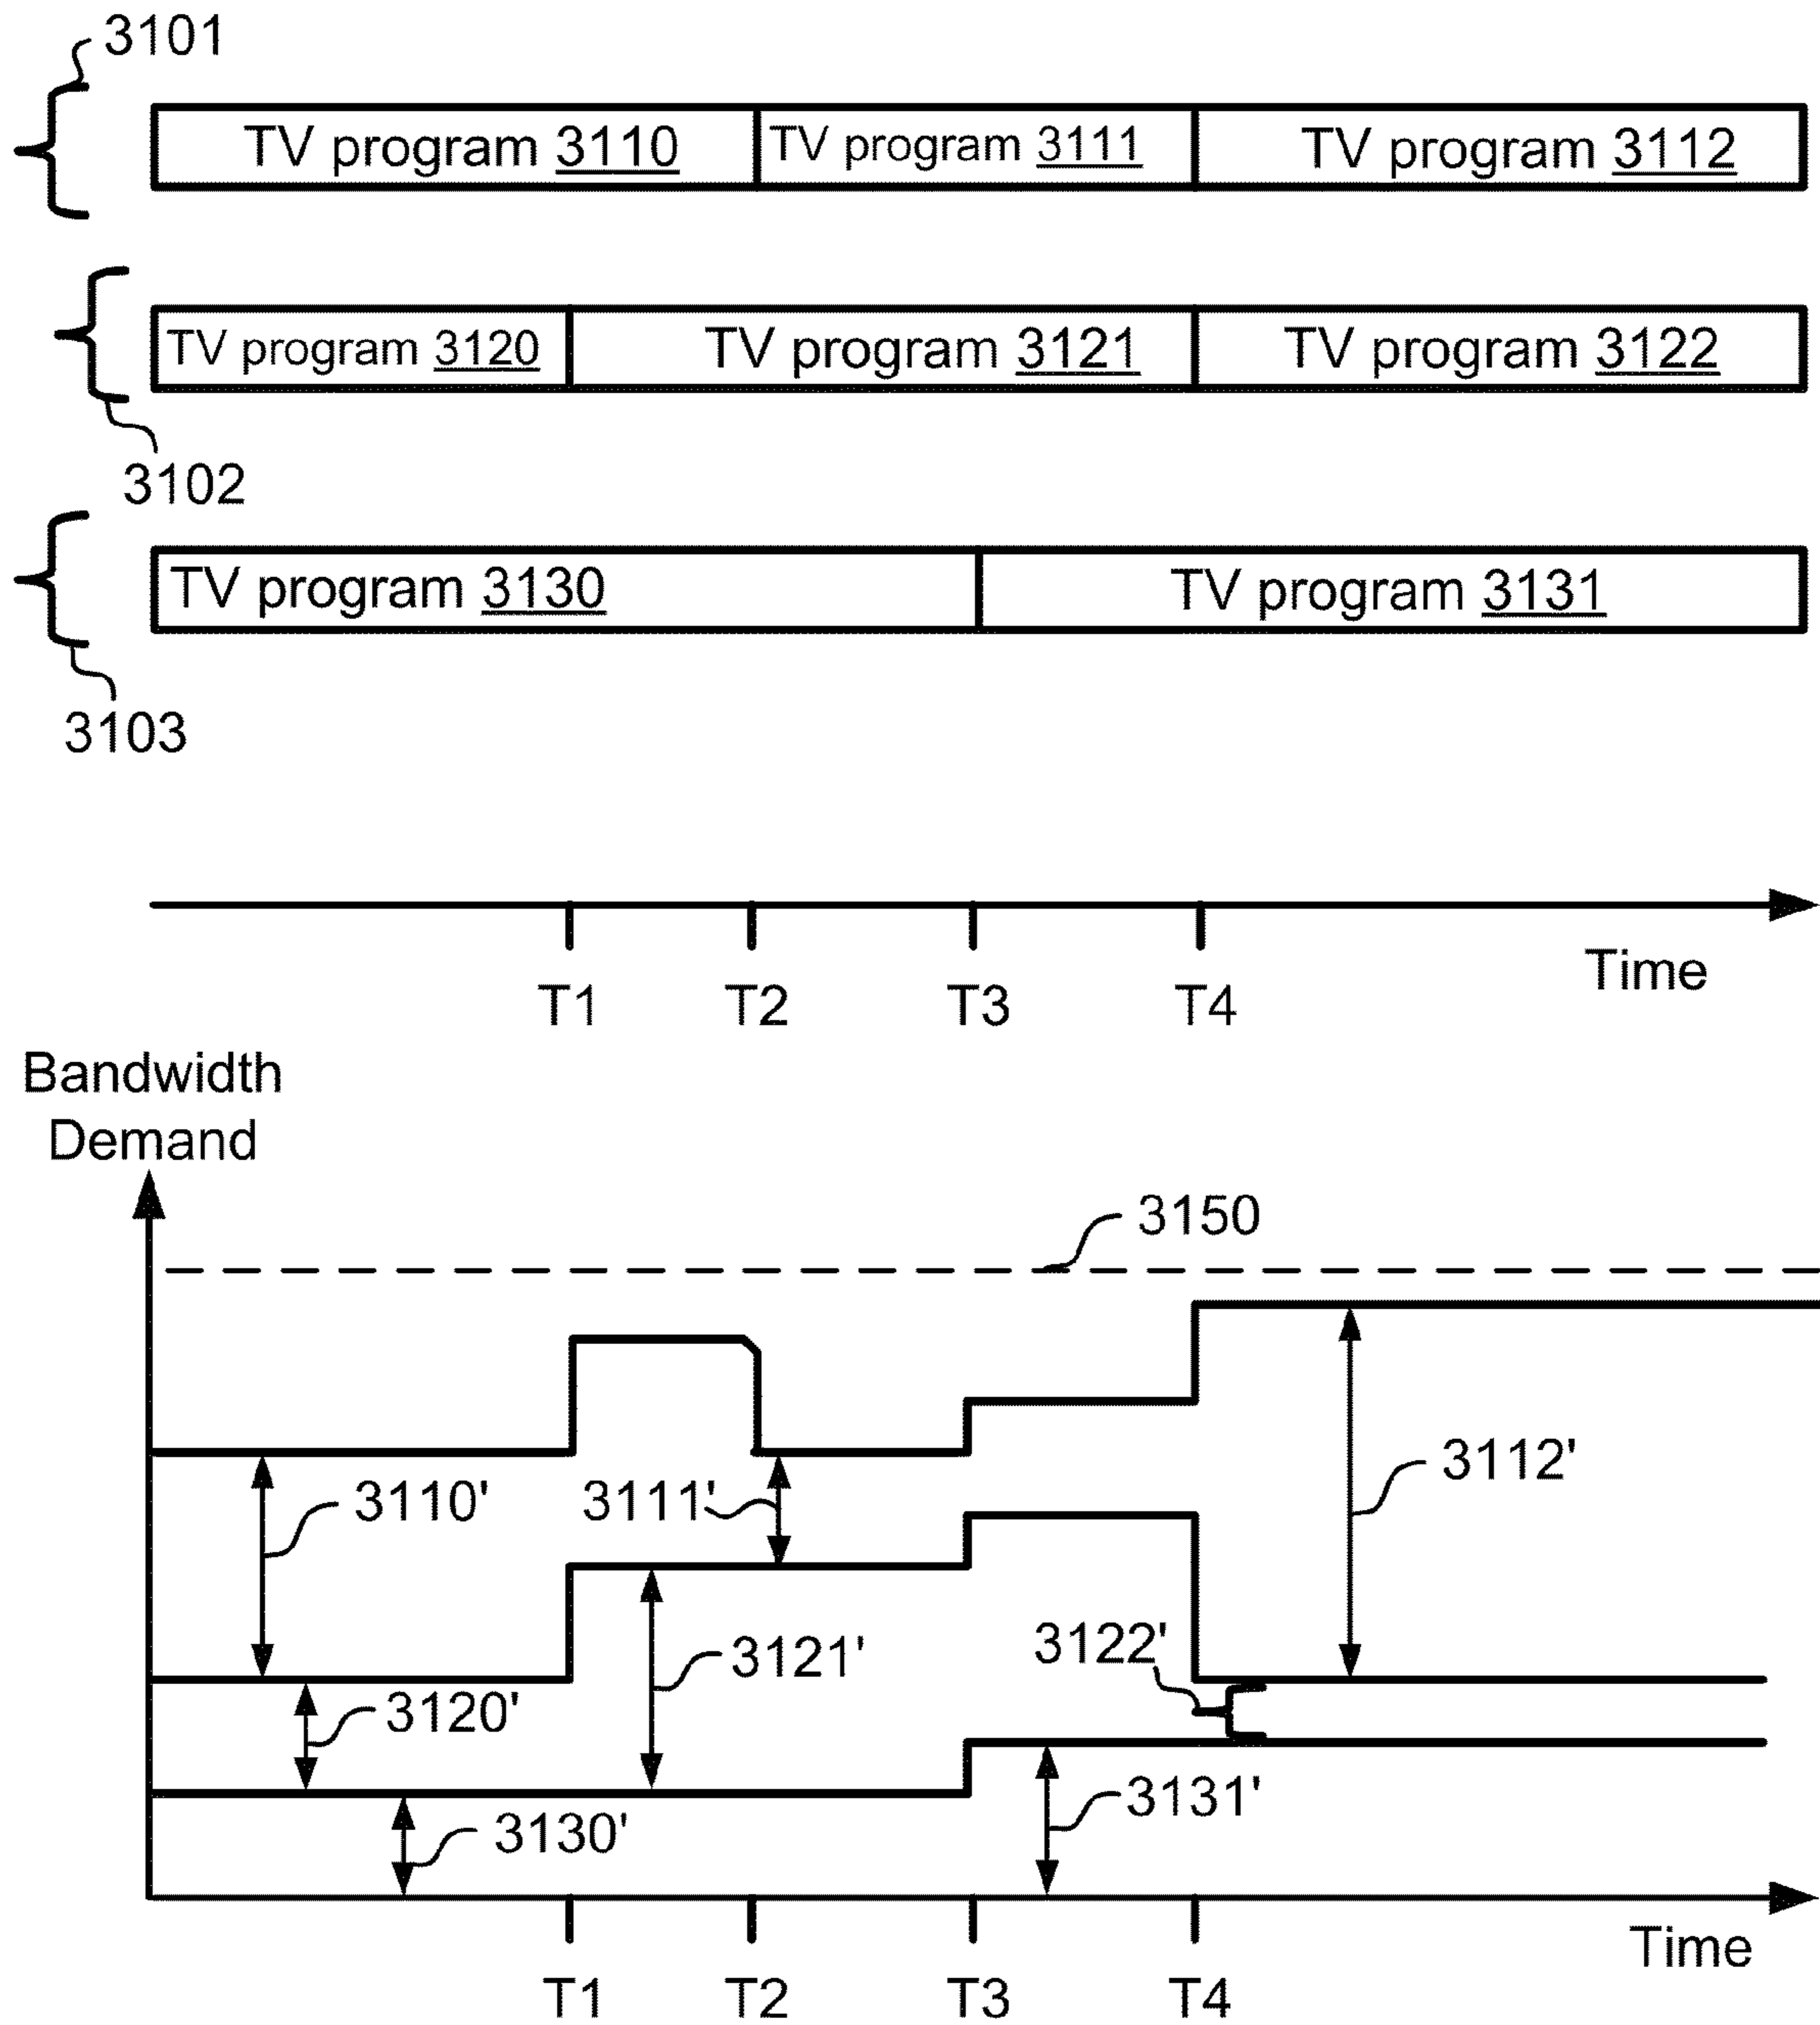 3101
TV program 3110 TV program 3111 TV program 3112
TV program 3120 TV program 3121 TV program 3122
3102
TV program 3130 TV program 3131
3103
Time
T1 T2 T3 T4
Bandwidth
Demand
3150
3112'
3110' 3111'
3122'
3121'
3120'
3131'
3130'
Time
T1 T2 T3 T4